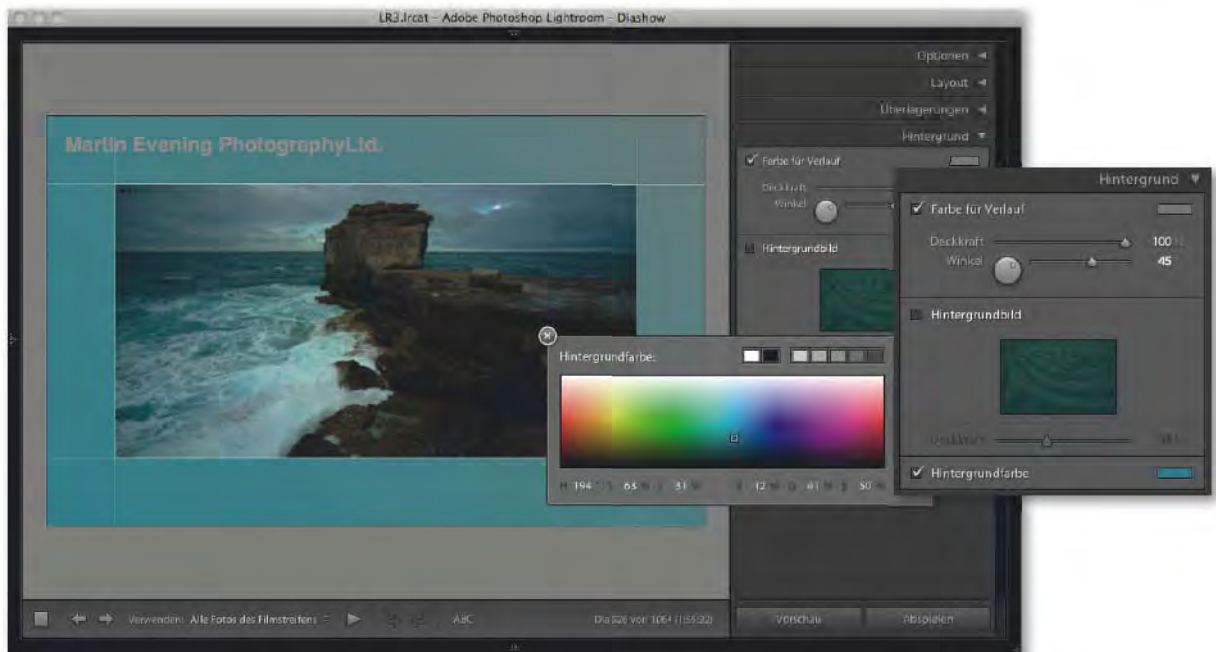 LR3.lrcat – Adobe Photoshop Lightroom – Diashow
Optionen
Layout
Überlagerungen
Hintergrund
Martin Evening PhotographyLtd.
Farbe für Verlauf
Deckkraft
Winkel
Hintergrundbild
Hintergrund
Farbe für Verlauf
Deckkraft 100
Winkel 45
Hintergrundbild
Deckkraft
Hintergrundfarbe
Hintergrundfarbe:
H 194 63 31 12 41 50
Verwenden: Alle Fotos des Filmstreifens
ABC
Vorschau
Abspielen